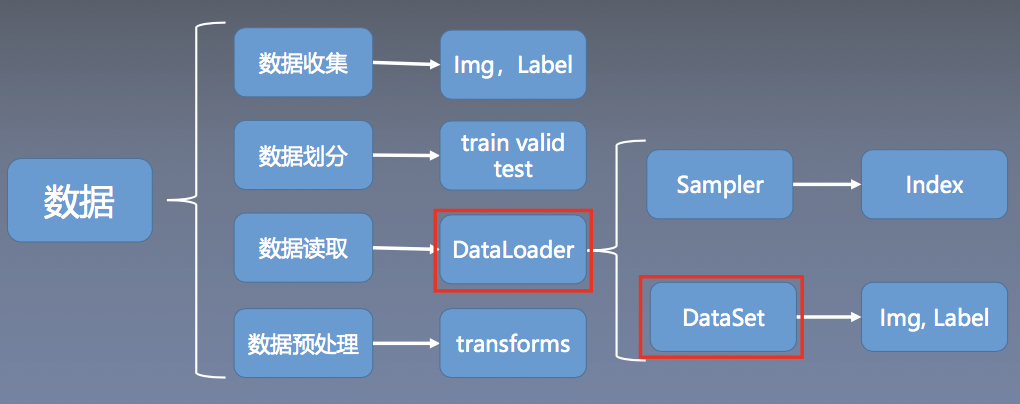 数据
数据收集
Img，Label
数据划分
train valid
test
数据读取
DataLoader
数据预处理
transforms
Sampler
Index
DataSet
Img, Label